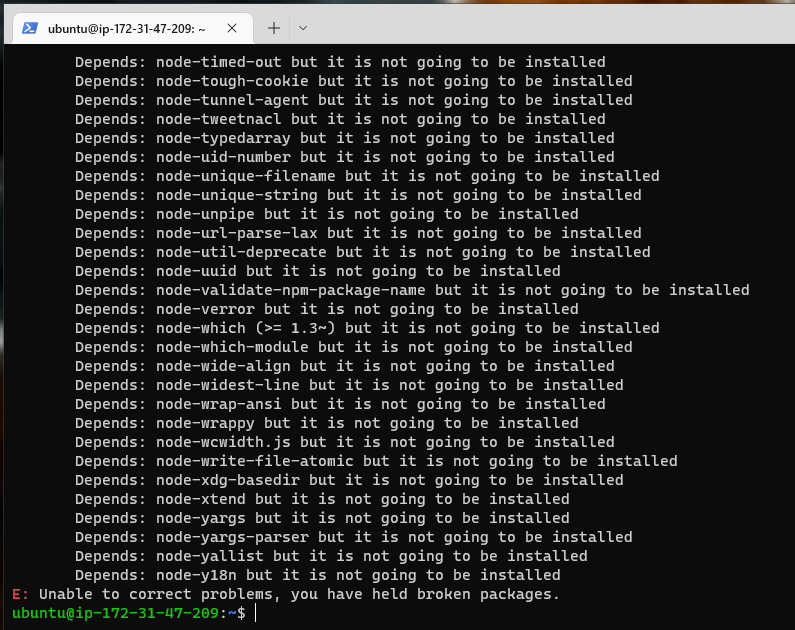 ubuntu@ip-172-31-47-209: ~
Depends: node-timed-out but it is not going to be installed
Depends: node-tough-cookie but it is not going to be installed
Depends: node-tunnel-agent but it is not going to be installed
Depends: node-tweetnacl but it is not going to be installed
Depends: node-typedarray but it is not going to be installed
Depends: node-uid-number but it is not going to be installed
Depends: node-unique-filename but it is not going to be installed
Depends: node-unique-string but it is not going to be installed
Depends: node-unpipe but it is not going to be installed
Depends: node-url-parse-lax but it is not going to be installed
Depends: node-util-deprecate but it is not going to be installed
Depends: node-uuid but it is not going to be installed
Depends: node-validate-npm-package-name but it is not going to be installed
Depends: node-verror but it is not going to be installed
Depends: node-which (>= 1.3~) but it is not going to be installed
Depends: node-which-module but it is not going to be installed
Depends: node-wide-align but it is not going to be installed
Depends: node-widest-line but it is not going to be installed
Depends: node-wrap-ansi but it is not going to be installed
Depends: node-wrappy but it is not going to be installed
Depends: node-wcwidth.js but it is not going to be installed
Depends: node-write-file-atomic but it is not going to be installed
Depends: node-xdg-basedir but it is not going to be installed
Depends: node-xtend but it is not going to be installed
Depends: node-yargs but it is not going to be installed
Depends: node-yargs-parser but it is not going to be installed
Depends: node-yallist but it is not going to be installed
Depends: node-y18n but it is not going to be installed
E: Unable to correct problems, you have held broken packages.
ubuntu@ip-172-31-47-209:~$